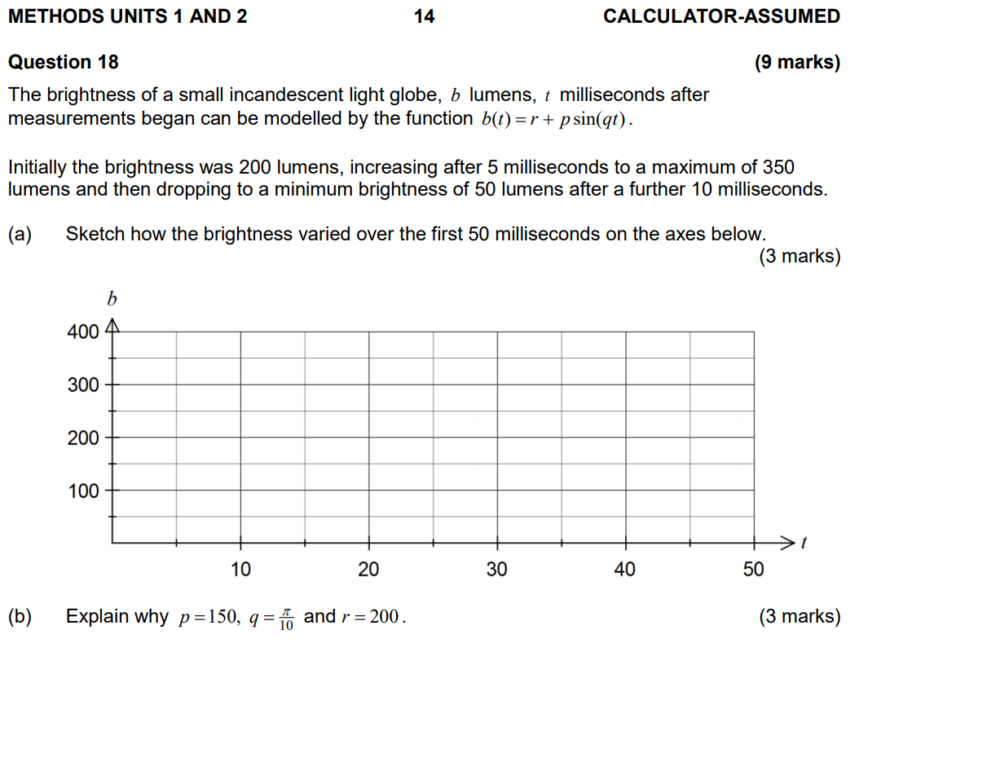 METHODS UNITS 1 AND 2 14 CALCULATOR-ASSUMED
Question 18 (9 marks)
The brightness of a small incandescent light globe, b lumens, t milliseconds after
measurements began can be modelled by the function b(t) = r + p sin(qt).
Initially the brightness was 200 lumens, increasing after 5 milliseconds to a maximum of 350
lumens and then dropping to a minimum brightness of 50 lumens after a further 10 milliseconds.
(a) Sketch how the brightness varied over the first 50 milliseconds on the axes below.
(3 marks)
b
400
300
200
100
t
10 20 30 40 50
(b) Explain why p = 150, q = π/10 and r = 200. (3 marks)